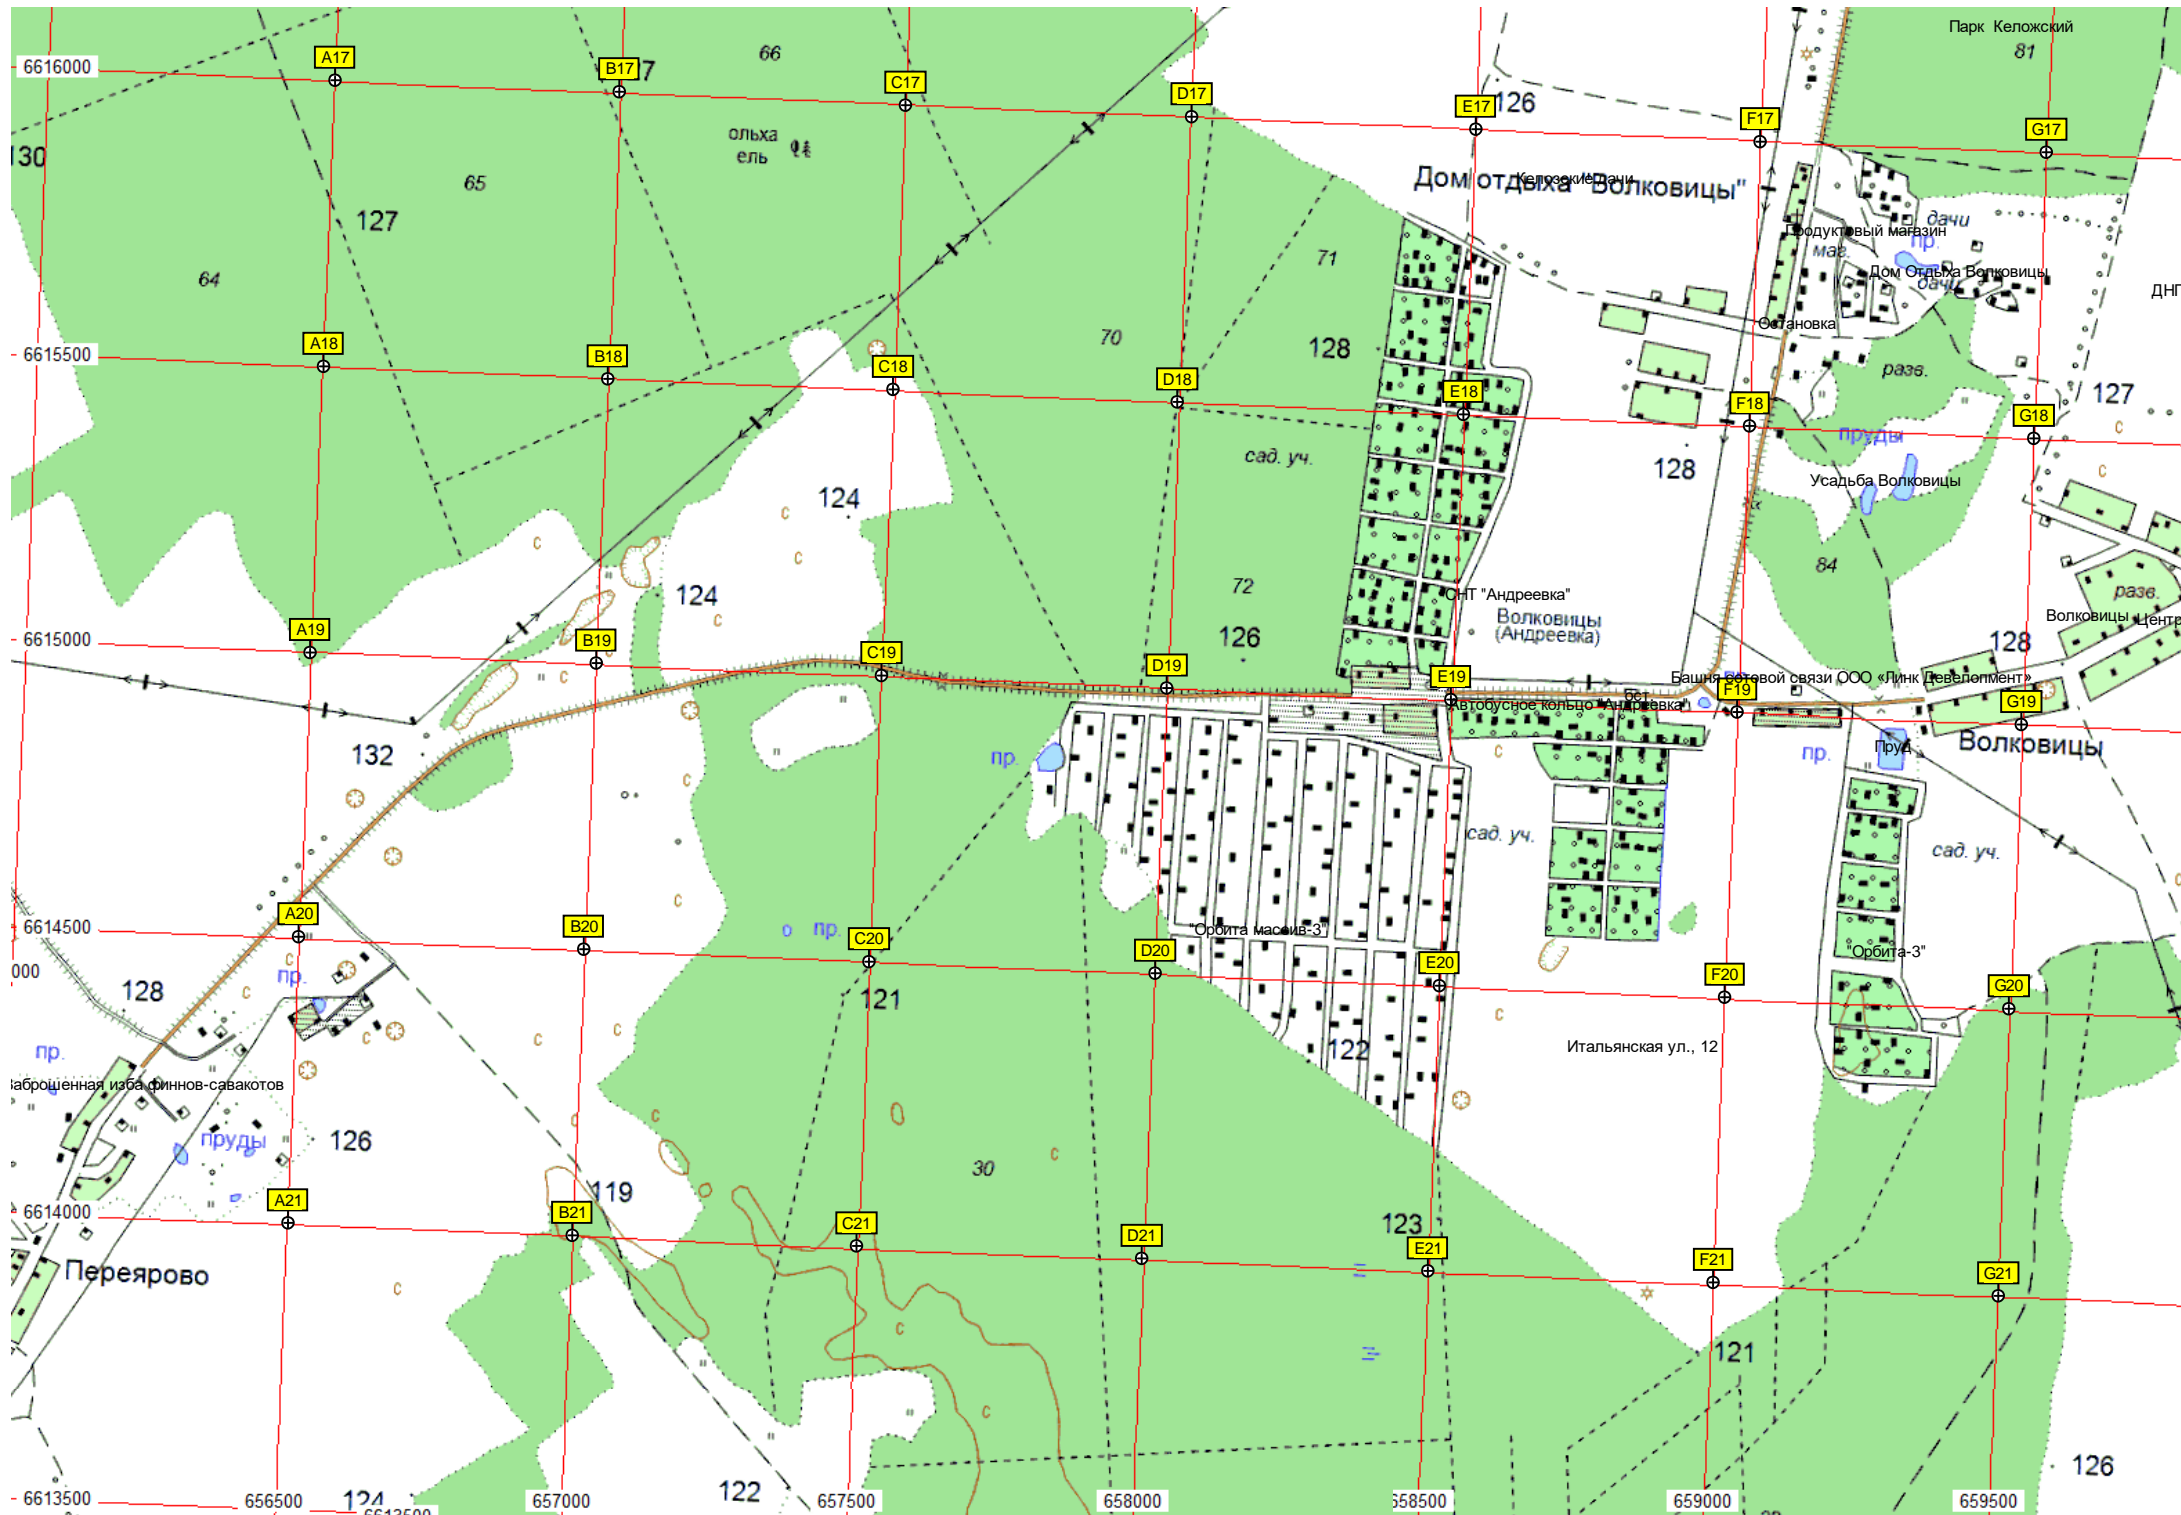 Парк Келожский
81
66
6616000
A17
B17
C17
D17
E17
126
F17
G17
ольха
ель
130
65
127
Дом отдыха "Волковицы"
дачи
Продуктовый магазин
пр.
маг.
71
64
Дом Отдыха Волковицы
дачи
ДНП
Остановка
70
128
6615500
A18
B18
C18
D18
E18
F18
G18
разв.
127
пруды
сад. уч.
128
124
Усадьба Волковицы
84
72
124
СНТ "Андреевка"
разв.
Волковицы
(Андреевка)
Волковицы Центр
126
128
6615000
A19
B19
C19
D19
E19
F19
G19
Башня сотовой связи ООО «Линк Девелопмент»
Автобусное кольцо "Андреевка"
132
пр.
пр.
Пруд
Волковицы
сад. уч.
сад. уч.
6614500
A20
B20
C20
D20
E20
F20
G20
пр.
"Орбита массив-3"
"Орбита-3"
000
пр.
128
121
122
Итальянская ул., 12
пр.
Заброшенная изба финнов-савакотов
пруды
126
30
119
123
6614000
A21
B21
C21
D21
E21
F21
G21
Переярово
121
126
122
124
6613500
656500
657000
657500
658000
658500
659000
659500
6613500